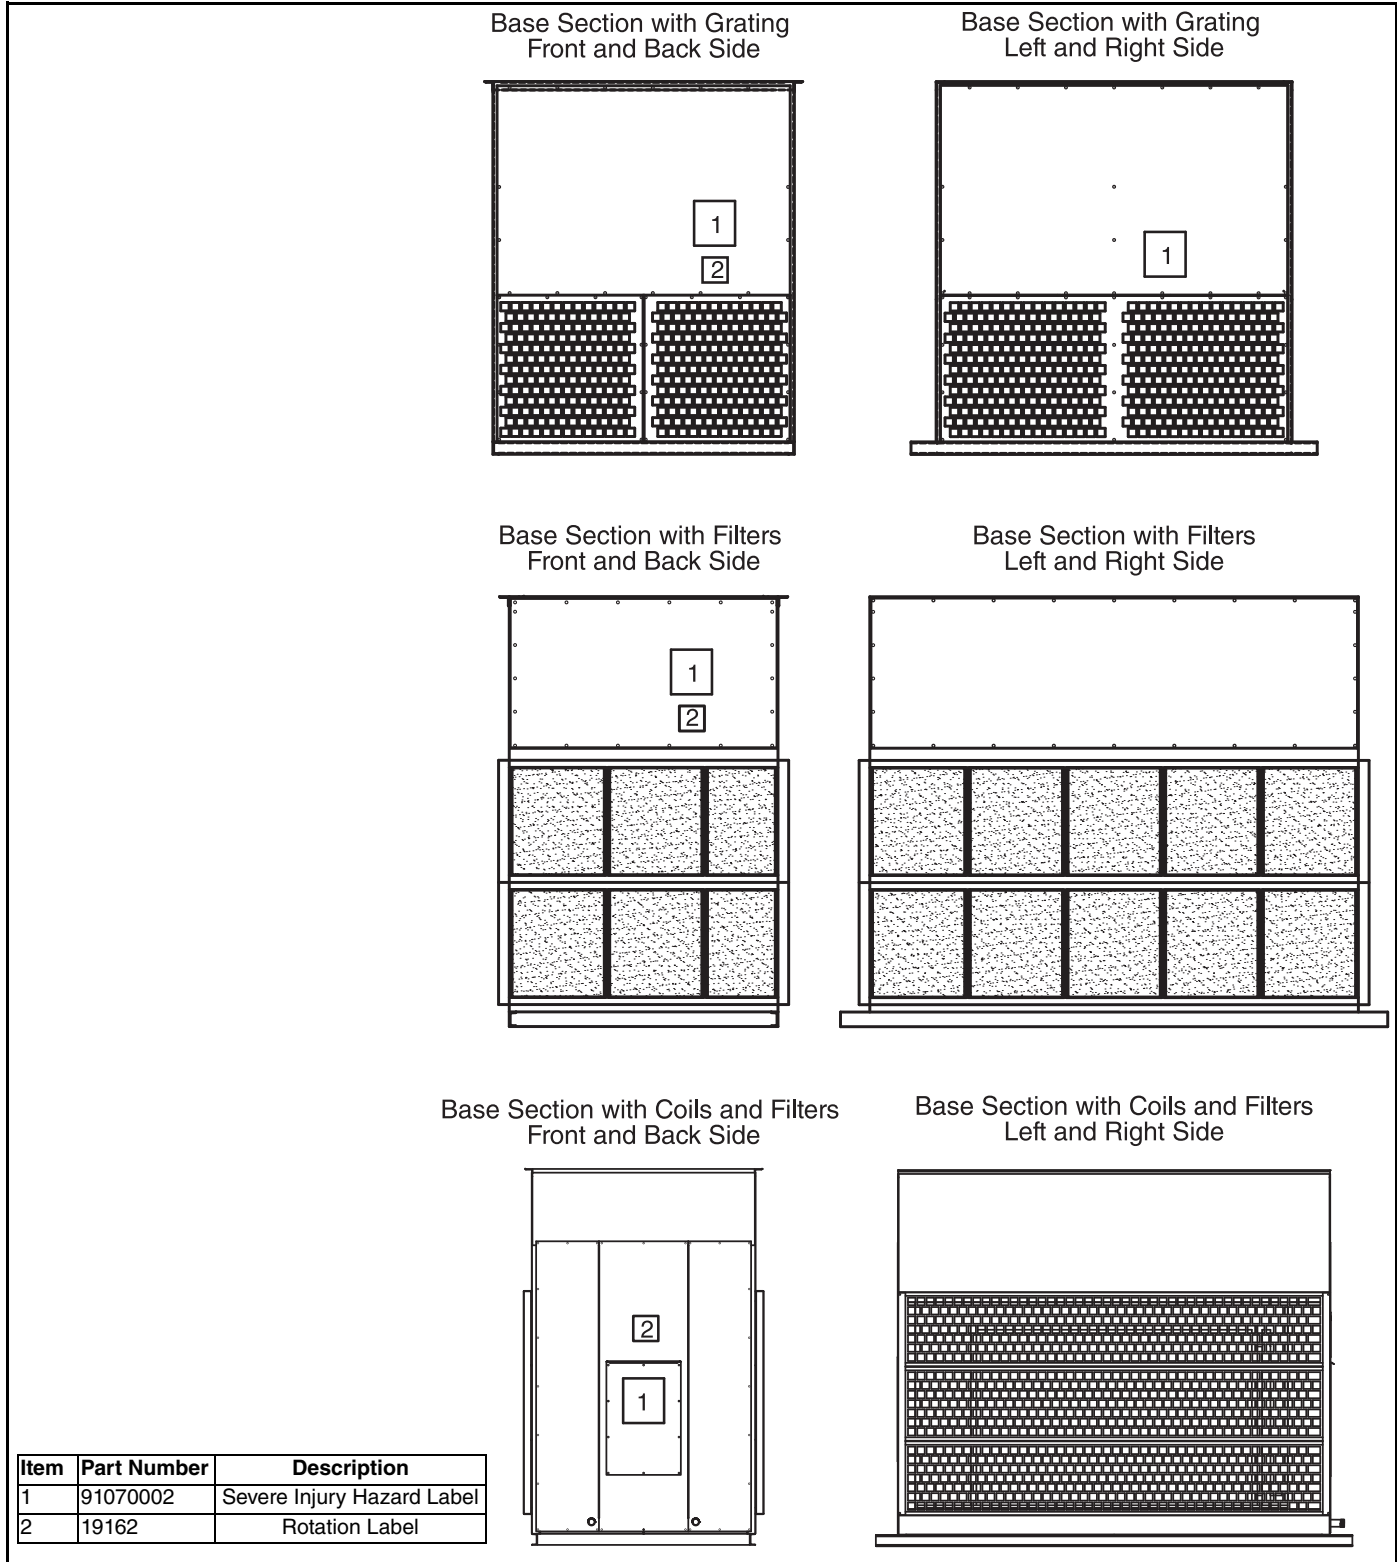 Base Section with Grating
Front and Back Side
Base Section with Grating
Left and Right Side
1
2
1
Base Section with Filters
Front and Back Side
Base Section with Filters
Left and Right Side
1
2
Base Section with Coils and Filters
Front and Back Side
Base Section with Coils and Filters
Left and Right Side
2
1
Item Part Number Description
1 91070002 Severe Injury Hazard Label
2 19162 Rotation Label